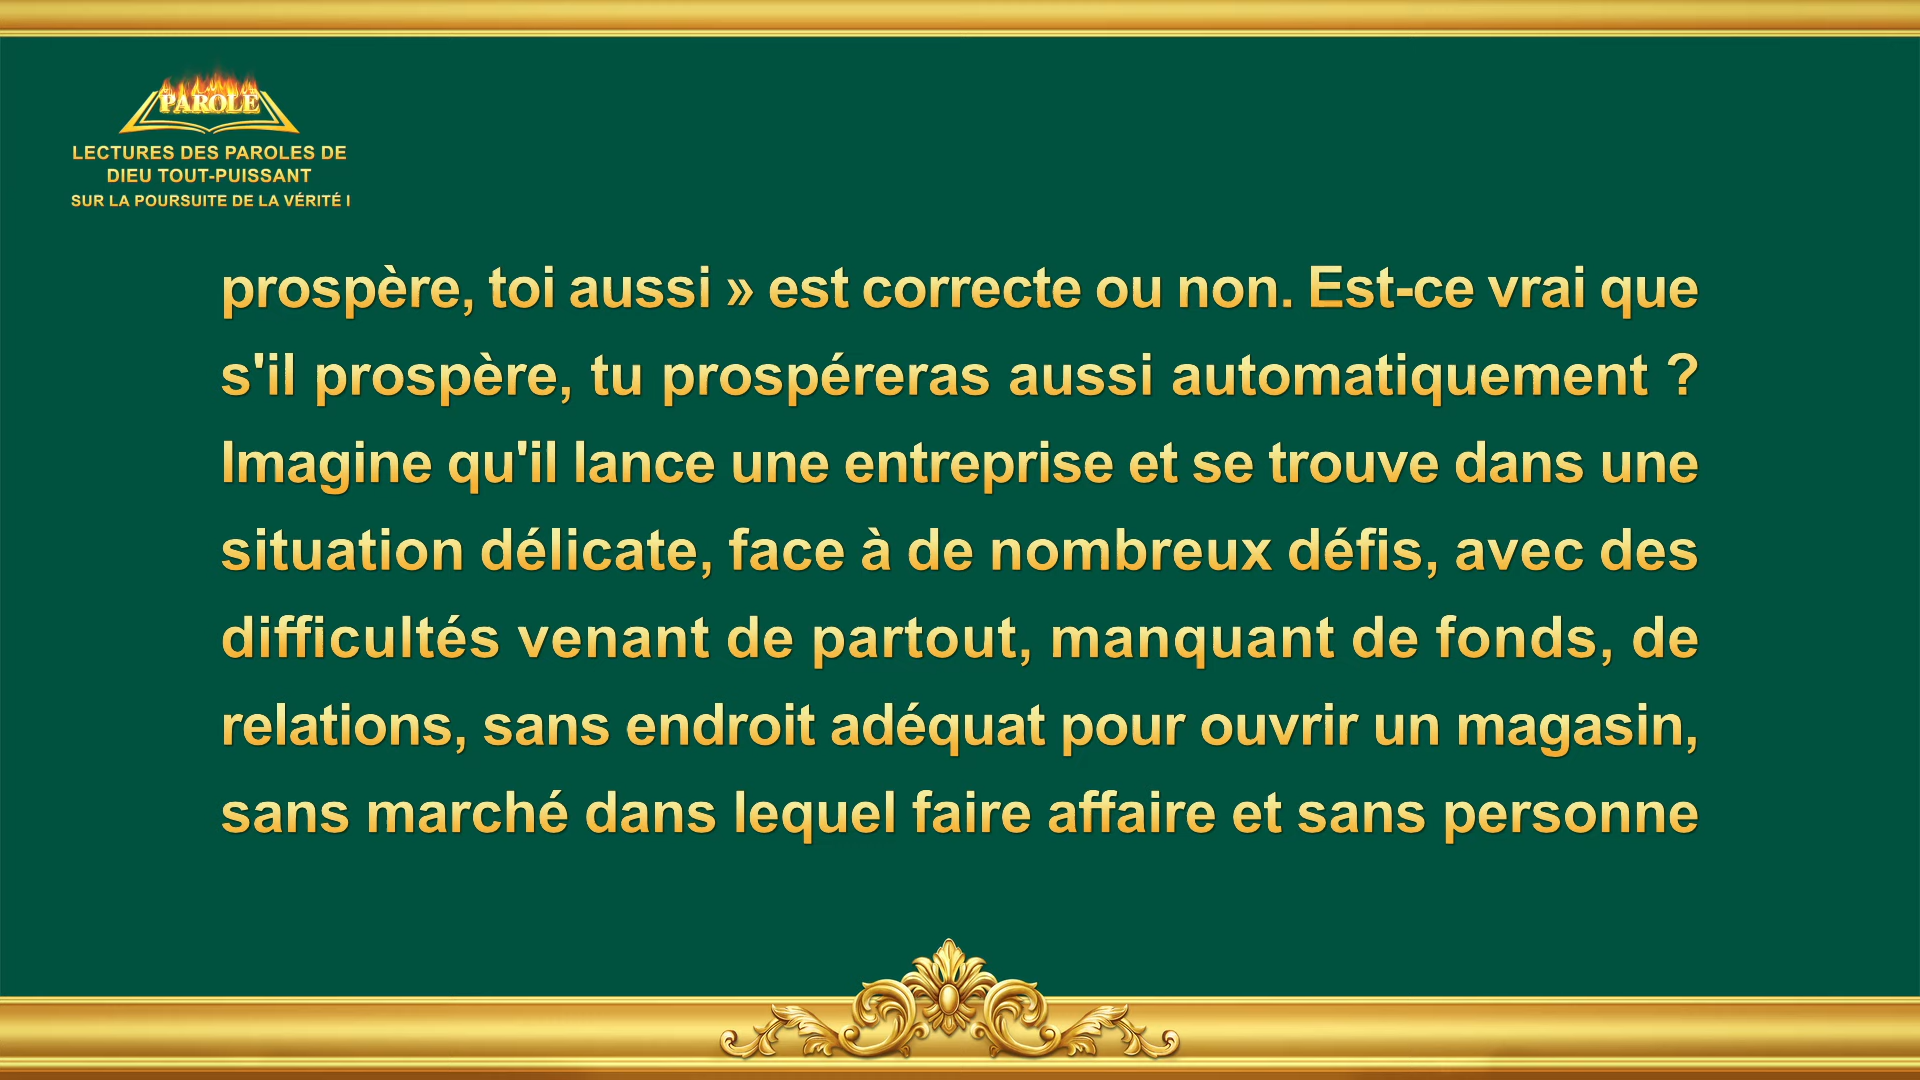 PAROLE
LECTURES DES PAROLES DE
DIEU TOUT-PUISSANT
SUR LA POURSUITE DE LA VÉRITÉ I
prospère, toi aussi » est correcte ou non. Est-ce vrai que
s'il prospère, tu prospéreras aussi automatiquement ?
Imagine qu'il lance une entreprise et se trouve dans une
situation délicate, face à de nombreux défis, avec des
difficultés venant de partout, manquant de fonds, de
relations, sans endroit adéquat pour ouvrir un magasin,
sans marché dans lequel faire affaire et sans personne